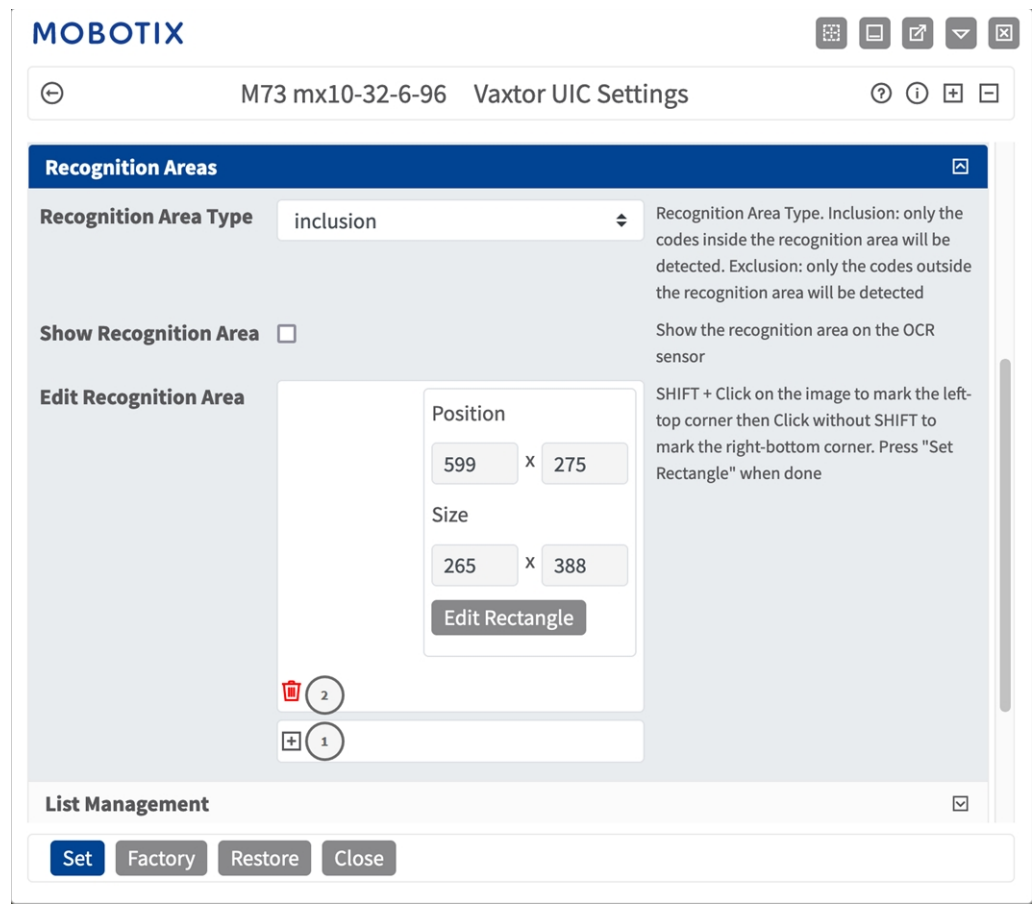 MOBOTIX
M73 mx10-32-6-96 Vaxtor UIC Settings
Recognition Areas
Recognition Area Type
inclusion
Recognition Area Type. Inclusion: only the
codes inside the recognition area will be
detected. Exclusion: only the codes outside
the recognition area will be detected
Show Recognition Area
Show the recognition area on the OCR
sensor
Edit Recognition Area
Position
599 x 275
Size
265 x 388
Edit Rectangle
SHIFT + Click on the image to mark the left-
top corner then Click without SHIFT to
mark the right-bottom corner. Press "Set
Rectangle" when done
2
1
List Management
Set Factory Restore Close